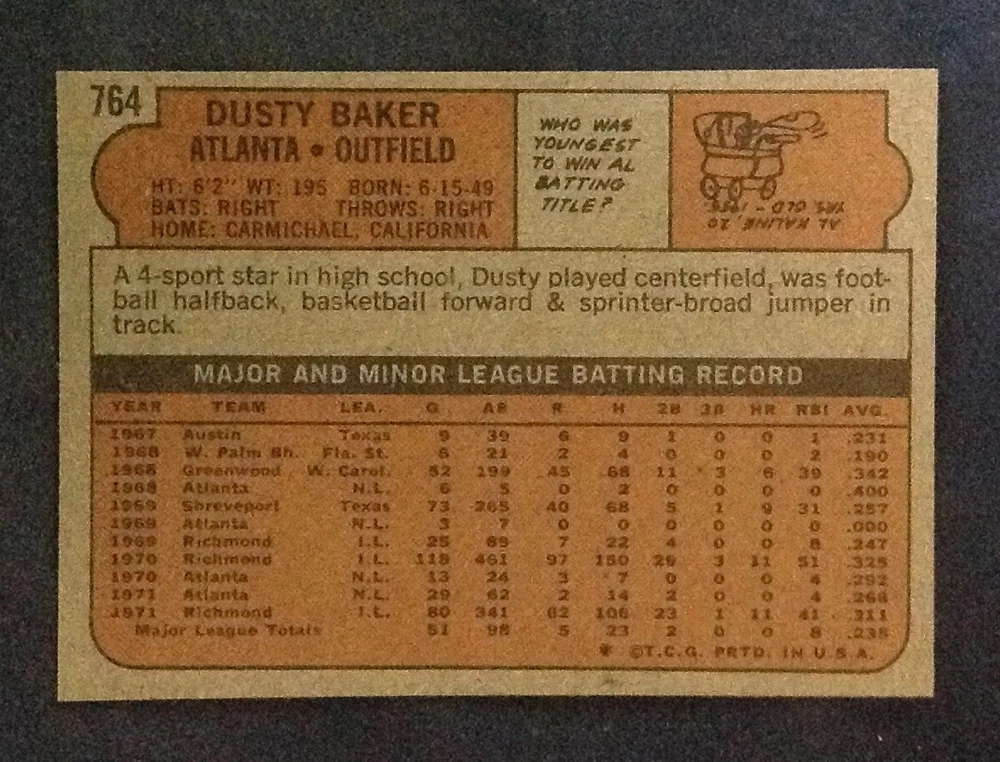 764
DUSTY BAKER
ATLANTA • OUTFIELD
HT: 6'2" WT: 195 BORN: 6-15-49
BATS: RIGHT THROWS: RIGHT
HOME: CARMICHAEL, CALIFORNIA
WHO WAS
YOUNGEST
TO WIN AL
BATTING
TITLE?
AL KALINE, 20
YRS. OLD - 1955
A 4-sport star in high school, Dusty played centerfield, was foot-
ball halfback, basketball forward & sprinter-broad jumper in
track.
MAJOR AND MINOR LEAGUE BATTING RECORD
YEAR TEAM LEA. G AB R H 2B 3B HR RBI AVG.
1967 Austin Texas 9 39 6 9 1 0 0 1 .231
1968 W. Palm Bh. Fla. St. 6 21 2 4 0 0 0 2 .190
1968 Greenwood W. Carol. 52 199 45 68 11 3 6 39 .342
1968 Atlanta N.L. 6 5 0 2 0 0 0 0 .400
1969 Shreveport Texas 73 265 40 68 5 1 9 31 .257
1969 Atlanta N.L. 3 7 0 0 0 0 0 0 .000
1969 Richmond I.L. 25 89 7 22 4 0 0 8 .247
1970 Richmond I.L. 118 461 97 150 29 3 11 51 .325
1970 Atlanta N.L. 13 24 3 7 0 0 0 4 .292
1971 Atlanta N.L. 29 62 2 14 2 0 0 4 .266
1971 Richmond I.L. 80 341 62 106 23 1 11 41 .311
Major League Totals 51 98 5 23 2 0 0 8 .235
* ©T.C.G. PRTD. IN U.S.A.